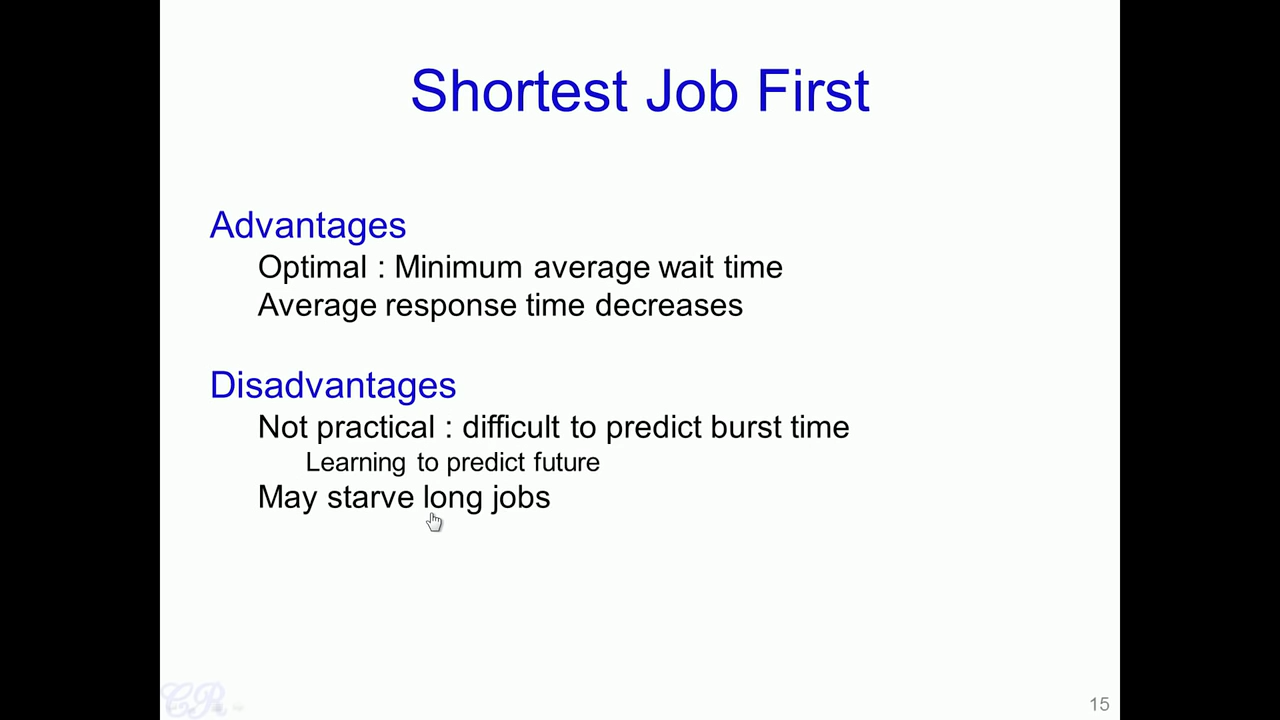 Shortest Job First
Advantages
Optimal : Minimum average wait time
Average response time decreases
Disadvantages
Not practical : difficult to predict burst time
Learning to predict future
May starve long jobs
CR
15